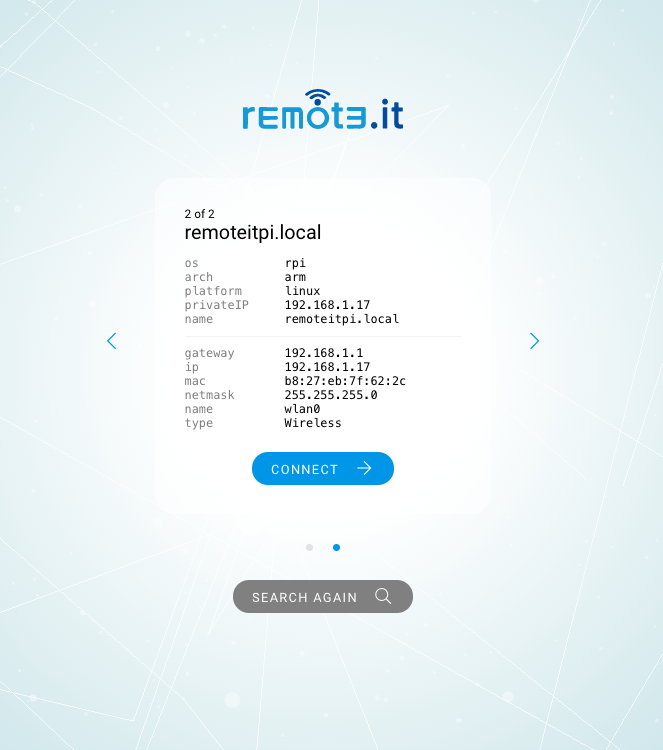 remot3.it
2 of 2
remoteitpi.local
os rpi
arch arm
platform linux
privateIP 192.168.1.17
name remoteitpi.local
gateway 192.168.1.1
ip 192.168.1.17
mac b8:27:eb:7f:62:2c
netmask 255.255.255.0
name wlan0
type Wireless
CONNECT
SEARCH AGAIN